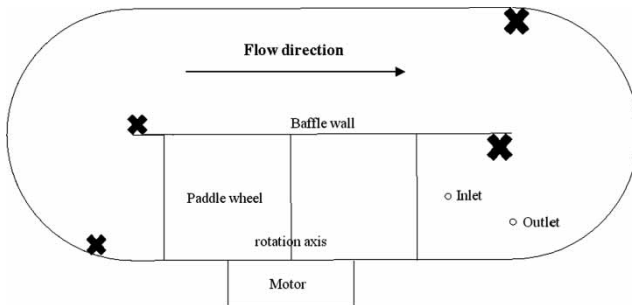 Flow direction
Baffle wall
Paddle wheel
Inlet
Outlet
rotation axis
Motor